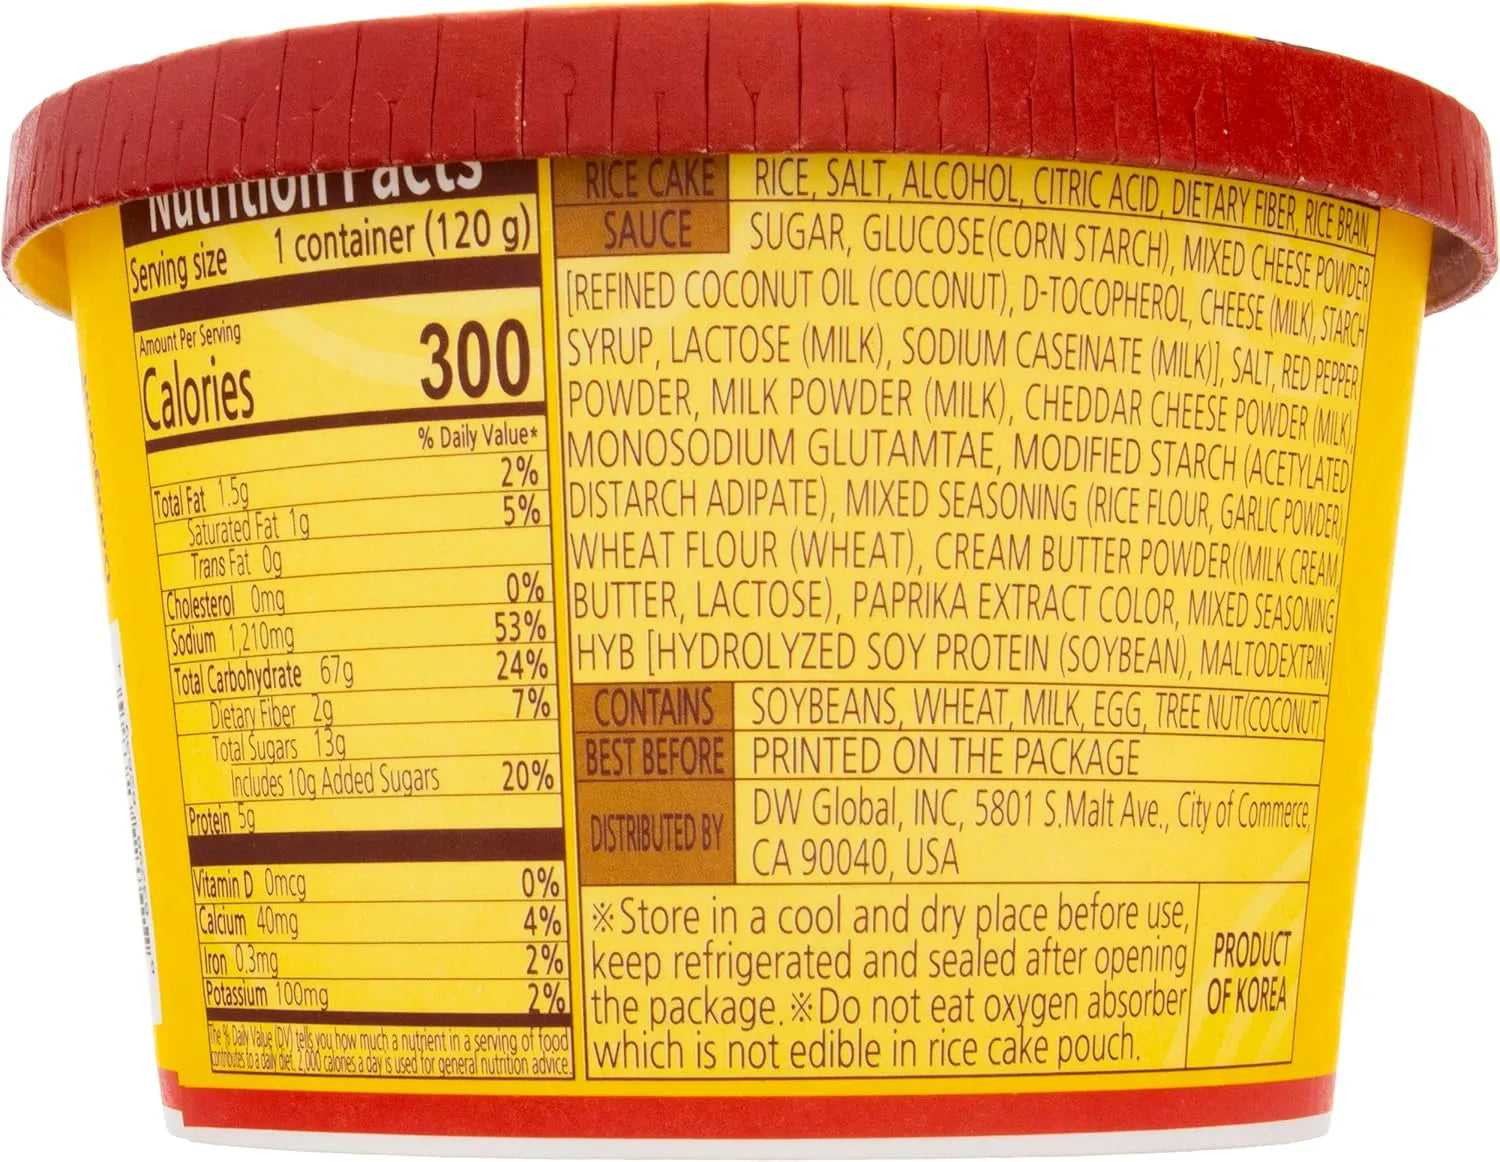 Nutrition Facts
Serving size 1 container (120 g)
Amount Per Serving
Calories 300
% Daily Value*
Total Fat 1.5g 2%
Saturated Fat 1g 5%
Trans Fat 0g
Cholesterol 0mg 0%
Sodium 1,210mg 53%
Total Carbohydrate 67g 24%
Dietary Fiber 2g 7%
Total Sugars 13g
Includes 10g Added Sugars 20%
Protein 5g
Vitamin D 0mcg 0%
Calcium 40mg 4%
Iron 0.3mg 2%
Potassium 100mg 2%
The % Daily Value (DV) tells you how much a nutrient in a serving of food
contributes to a daily diet. 2,000 calories a day is used for general nutrition advice.
RICE CAKE RICE, SALT, ALCOHOL, CITRIC ACID, DIETARY FIBER, RICE BRAN,
SAUCE SUGAR, GLUCOSE(CORN STARCH), MIXED CHEESE POWDER
[REFINED COCONUT OIL (COCONUT), D-TOCOPHEROL, CHEESE (MILK), STARCH
SYRUP, LACTOSE (MILK), SODIUM CASEINATE (MILK)], SALT, RED PEPPER
POWDER, MILK POWDER (MILK), CHEDDAR CHEESE POWDER (MILK),
MONOSODIUM GLUTAMTAE, MODIFIED STARCH (ACETYLATED
DISTARCH ADIPATE), MIXED SEASONING (RICE FLOUR, GARLIC POWDER),
WHEAT FLOUR (WHEAT), CREAM BUTTER POWDER((MILK CREAM,
BUTTER, LACTOSE), PAPRIKA EXTRACT COLOR, MIXED SEASONING
HYB [HYDROLYZED SOY PROTEIN (SOYBEAN), MALTODEXTRIN]
CONTAINS SOYBEANS, WHEAT, MILK, EGG, TREE NUT(COCONUT)
BEST BEFORE PRINTED ON THE PACKAGE
DISTRIBUTED BY DW Global, INC, 5801 S.Malt Ave., City of Commerce,
CA 90040, USA
※Store in a cool and dry place before use,
keep refrigerated and sealed after opening
the package. ※Do not eat oxygen absorber
which is not edible in rice cake pouch.
PRODUCT
OF KOREA